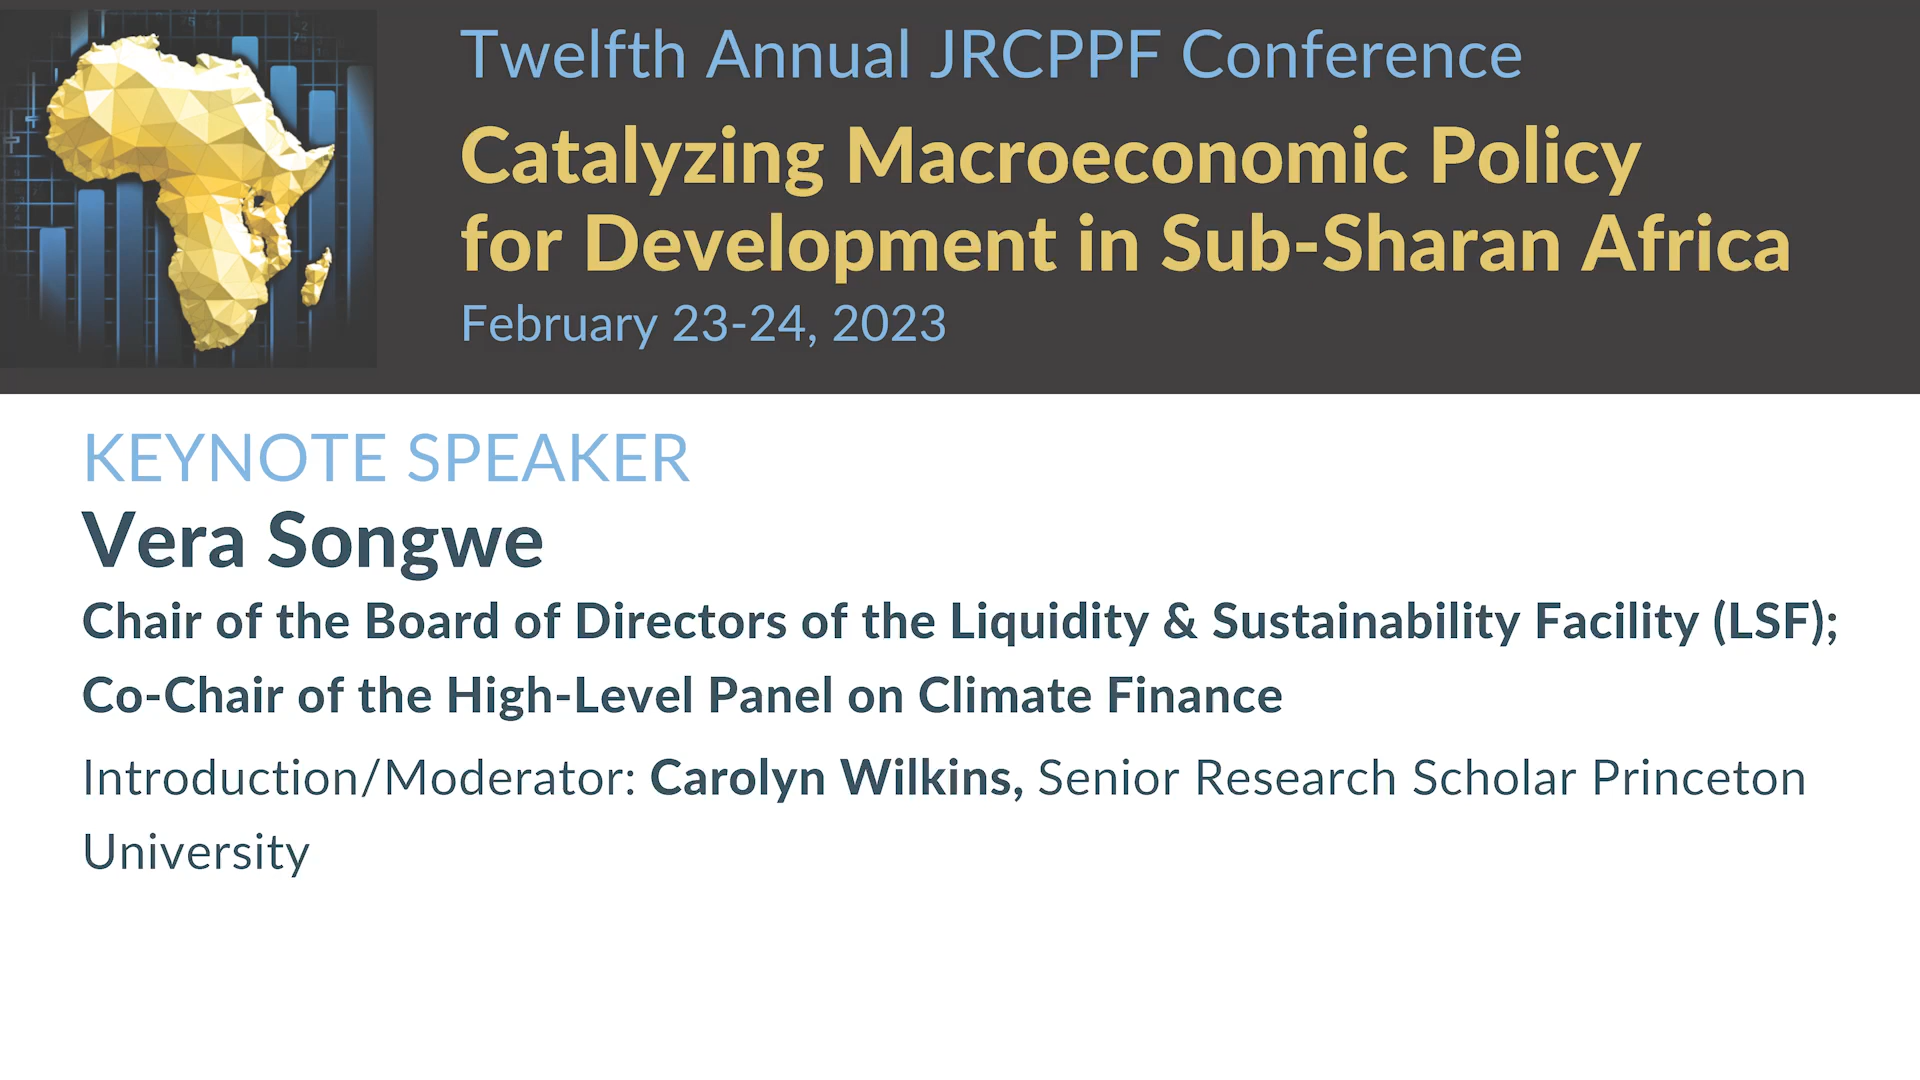 Twelfth Annual JRCPPF Conference
Catalyzing Macroeconomic Policy
for Development in Sub-Sharan Africa
February 23-24, 2023
KEYNOTE SPEAKER
Vera Songwe
Chair of the Board of Directors of the Liquidity & Sustainability Facility (LSF);
Co-Chair of the High-Level Panel on Climate Finance
Introduction/Moderator: Carolyn Wilkins, Senior Research Scholar Princeton
University